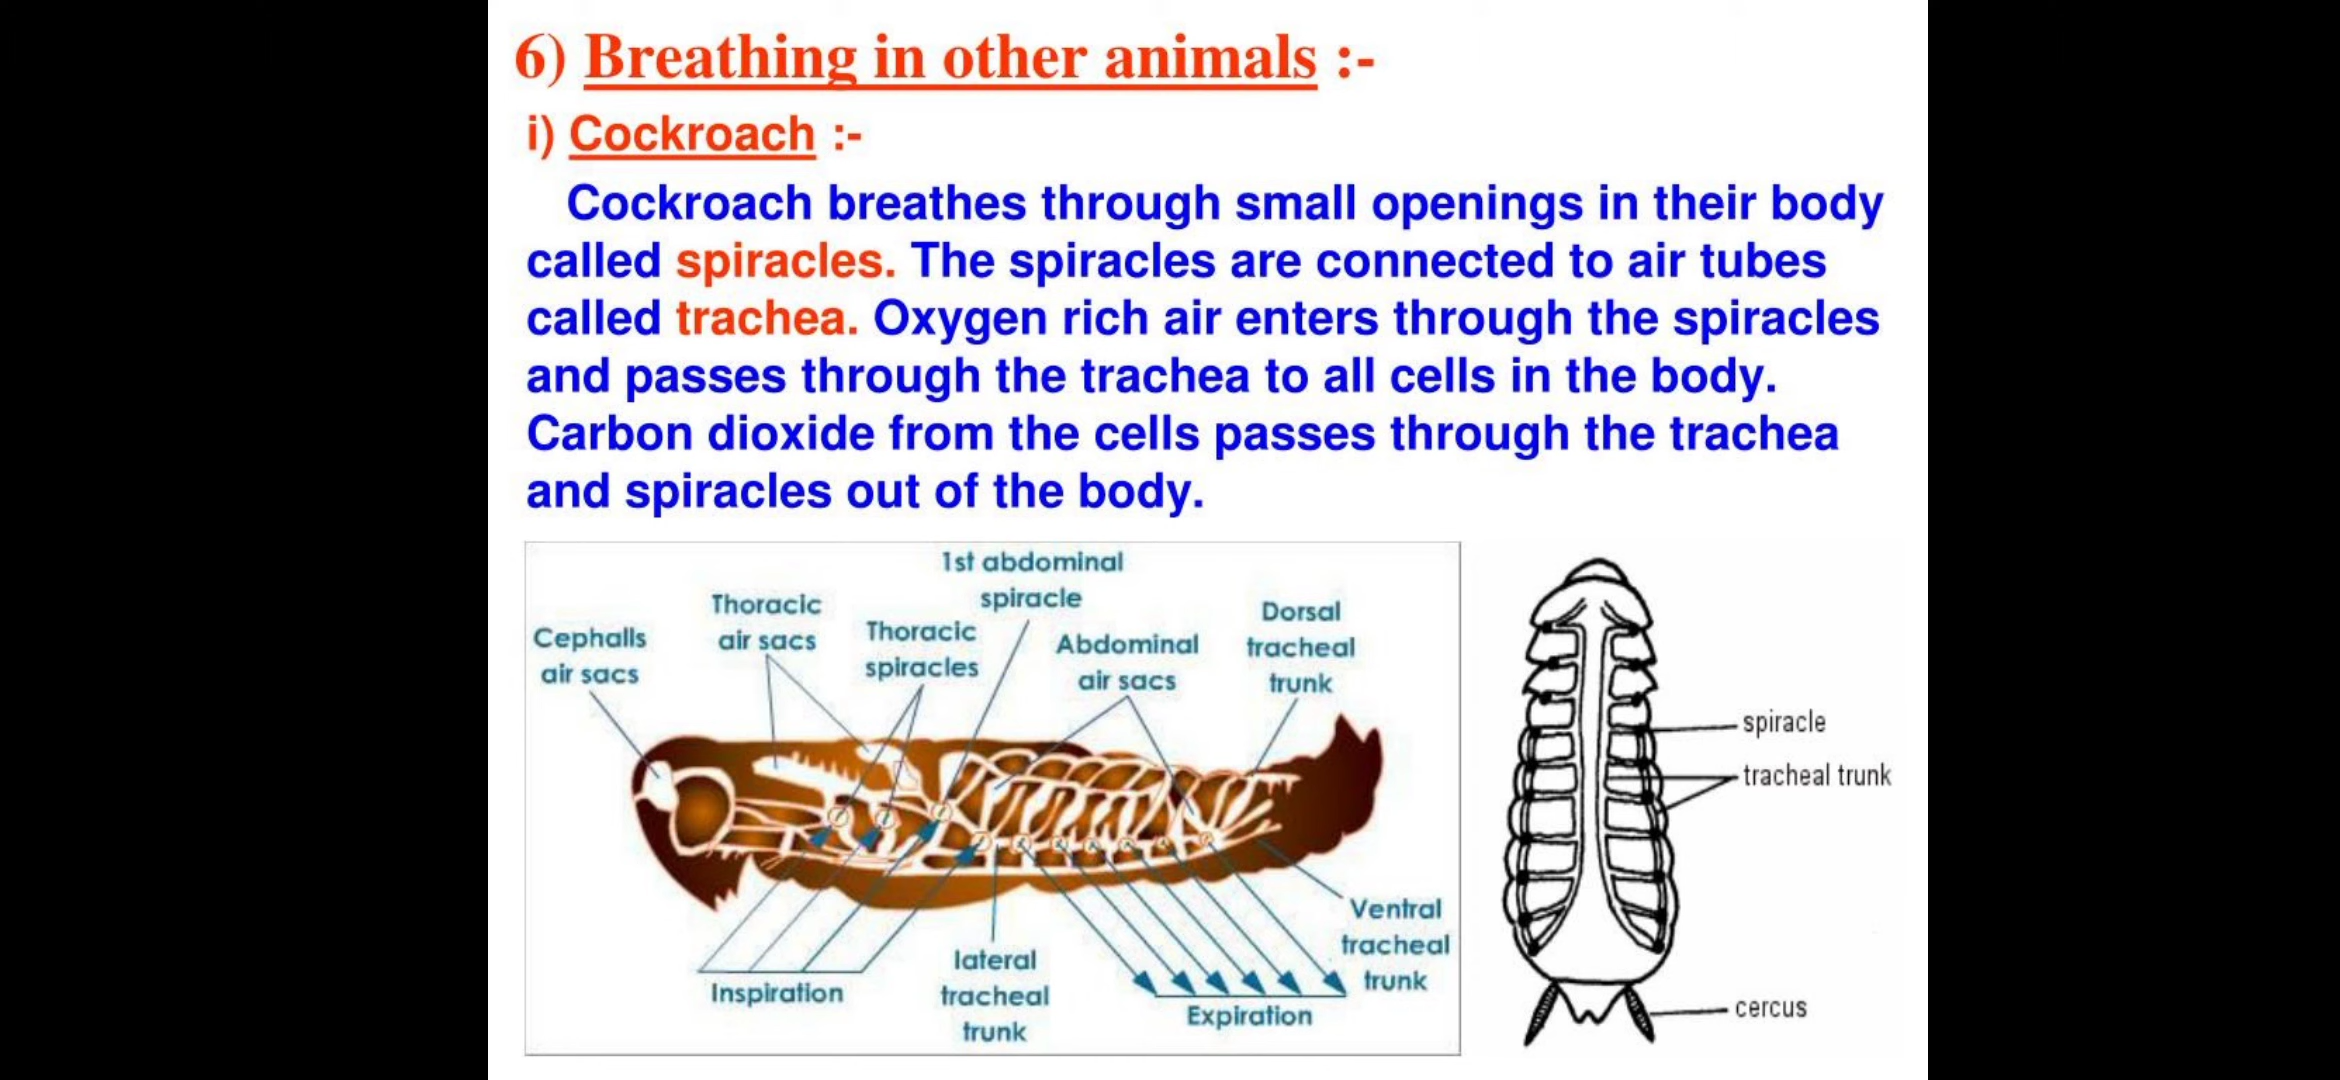 6) Breathing in other animals :-
i) Cockroach :-
Cockroach breathes through small openings in their body
called spiracles. The spiracles are connected to air tubes
called trachea. Oxygen rich air enters through the spiracles
and passes through the trachea to all cells in the body.
Carbon dioxide from the cells passes through the trachea
and spiracles out of the body.
1st abdominal
spiracle
Thoracic
air sacs
Cephalls
air sacs
Thoracic
spiracles
Abdominal
air sacs
Dorsal
tracheal
trunk
Inspiration
lateral
tracheal
trunk
Expiration
Ventral
tracheal
trunk
spiracle
tracheal trunk
cercus